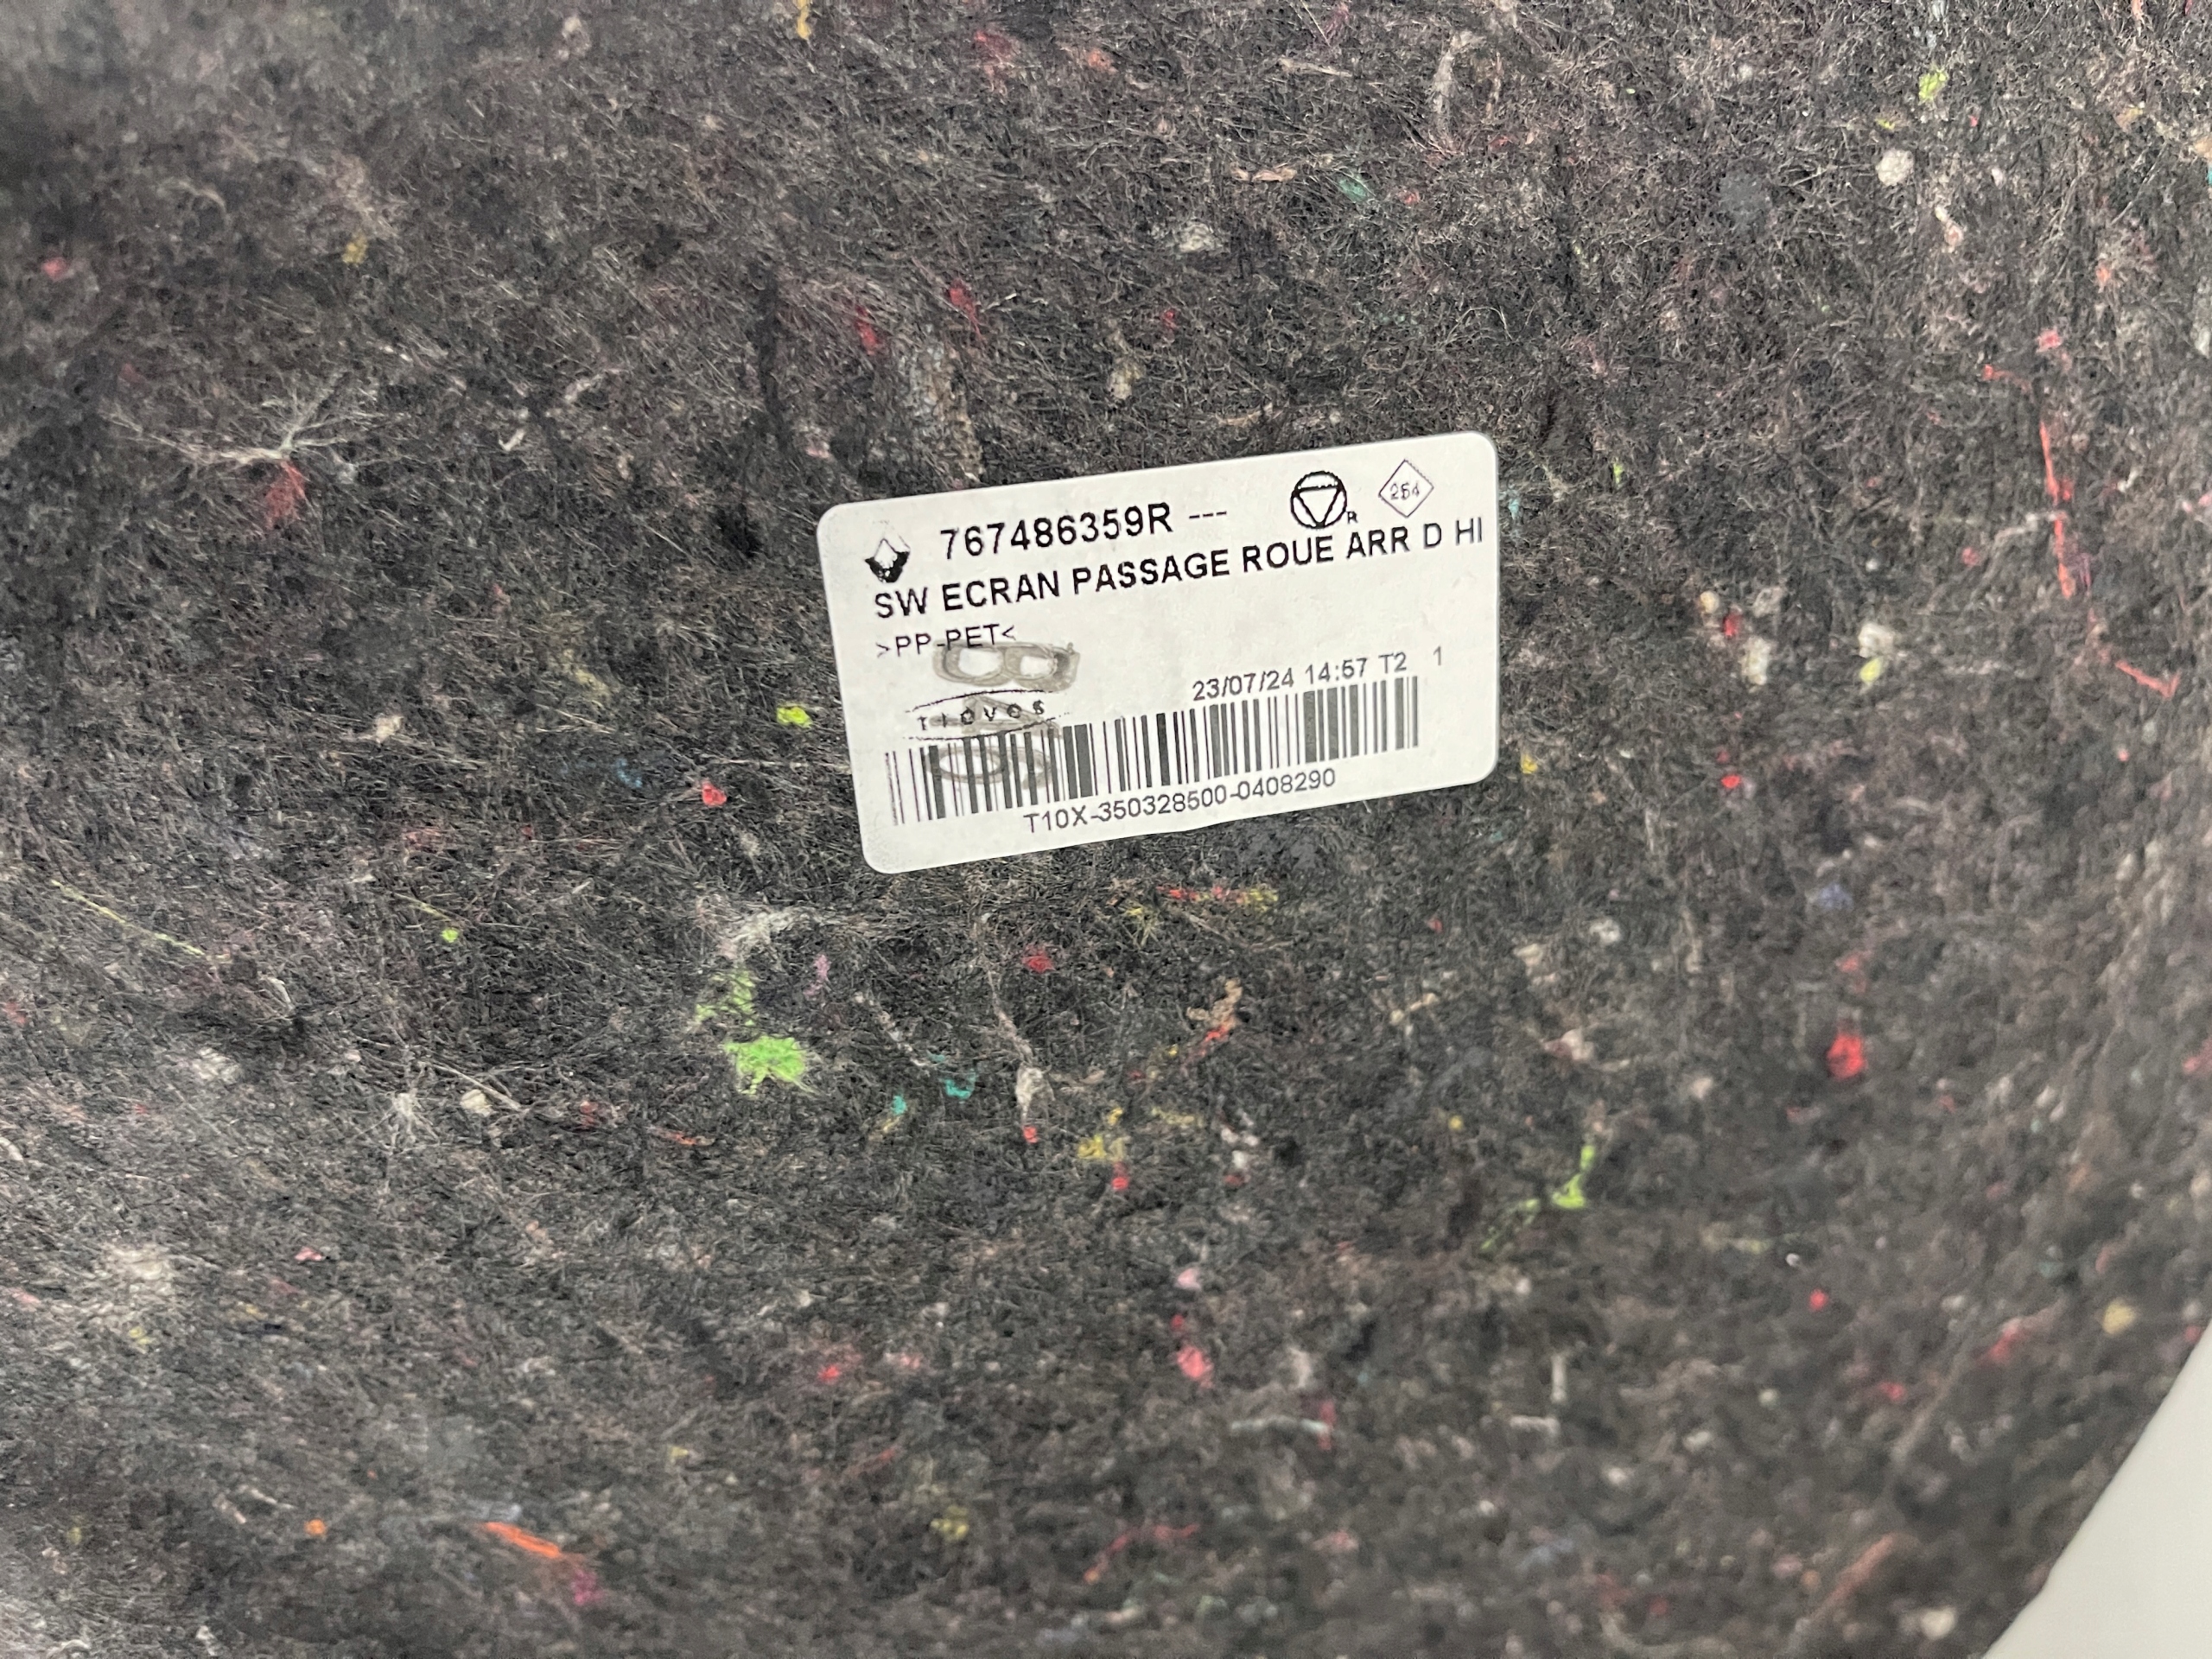 767486359R ---
R
254
SW ECRAN PASSAGE ROUE ARR D HI
>PP-PET<
23/07/24 14:57 T2 1
T10X-350328500-0408290